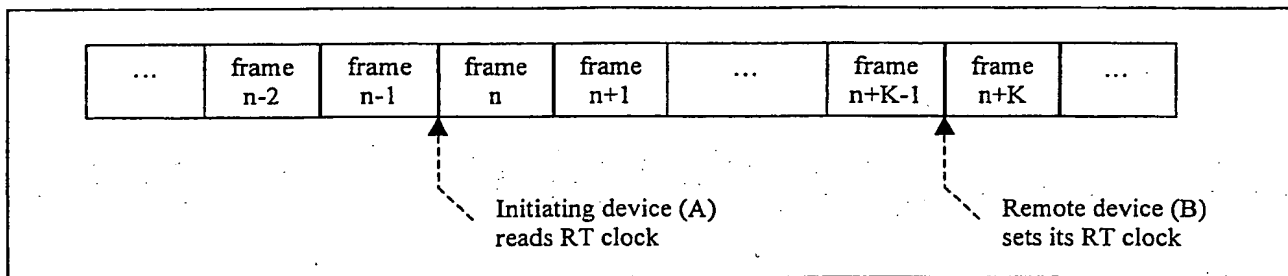 ... frame frame frame frame ... frame frame ...
n-2 n-1 n n+1 n+K-1 n+K
Initiating device (A) Remote device (B)
reads RT clock sets its RT clock